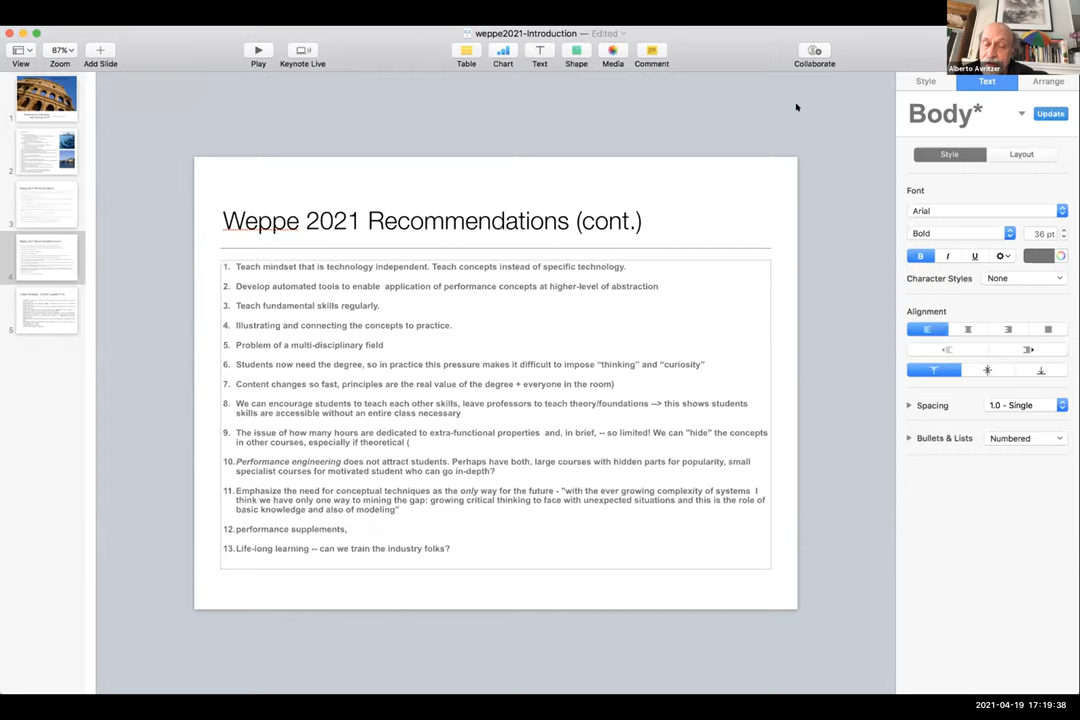 weppe2021-Introduction — Edited
View
87%
Zoom
Add Slide
Play
Keynote Live
Table
Chart
Text
Shape
Media
Comment
Collaborate
Alberto Avritzer
Style
Text
Arrange
Body*
Update
Style
Layout
Font
Arial
Bold
36 pt
B
I
U
Character Styles
None
Alignment
Spacing
1.0 - Single
Bullets & Lists
Numbered
1
2
3
4
5
Weppe 2021 Recommendations (cont.)
1. Teach mindset that is technology independent. Teach concepts instead of specific technology.
2. Develop automated tools to enable application of performance concepts at higher-level of abstraction
3. Teach fundamental skills regularly.
4. Illustrating and connecting the concepts to practice.
5. Problem of a multi-disciplinary field
6. Students now need the degree, so in practice this pressure makes it difficult to impose “thinking” and “curiosity”
7. Content changes so fast, principles are the real value of the degree + everyone in the room)
8. We can encourage students to teach each other skills, leave professors to teach theory/foundations --> this shows students
skills are accessible without an entire class necessary
9. The issue of how many hours are dedicated to extra-functional properties and, in brief, -- so limited! We can "hide" the concepts
in other courses, especially if theoretical (
10. Performance engineering does not attract students. Perhaps have both, large courses with hidden parts for popularity, small
specialist courses for motivated student who can go in-depth?
11. Emphasize the need for conceptual techniques as the only way for the future - "with the ever growing complexity of systems I
think we have only one way to mining the gap: growing critical thinking to face with unexpected situations and this is the role of
basic knowledge and also of modeling"
12. performance supplements,
13. Life-long learning -- can we train the industry folks?
2021-04-19 17:19:38